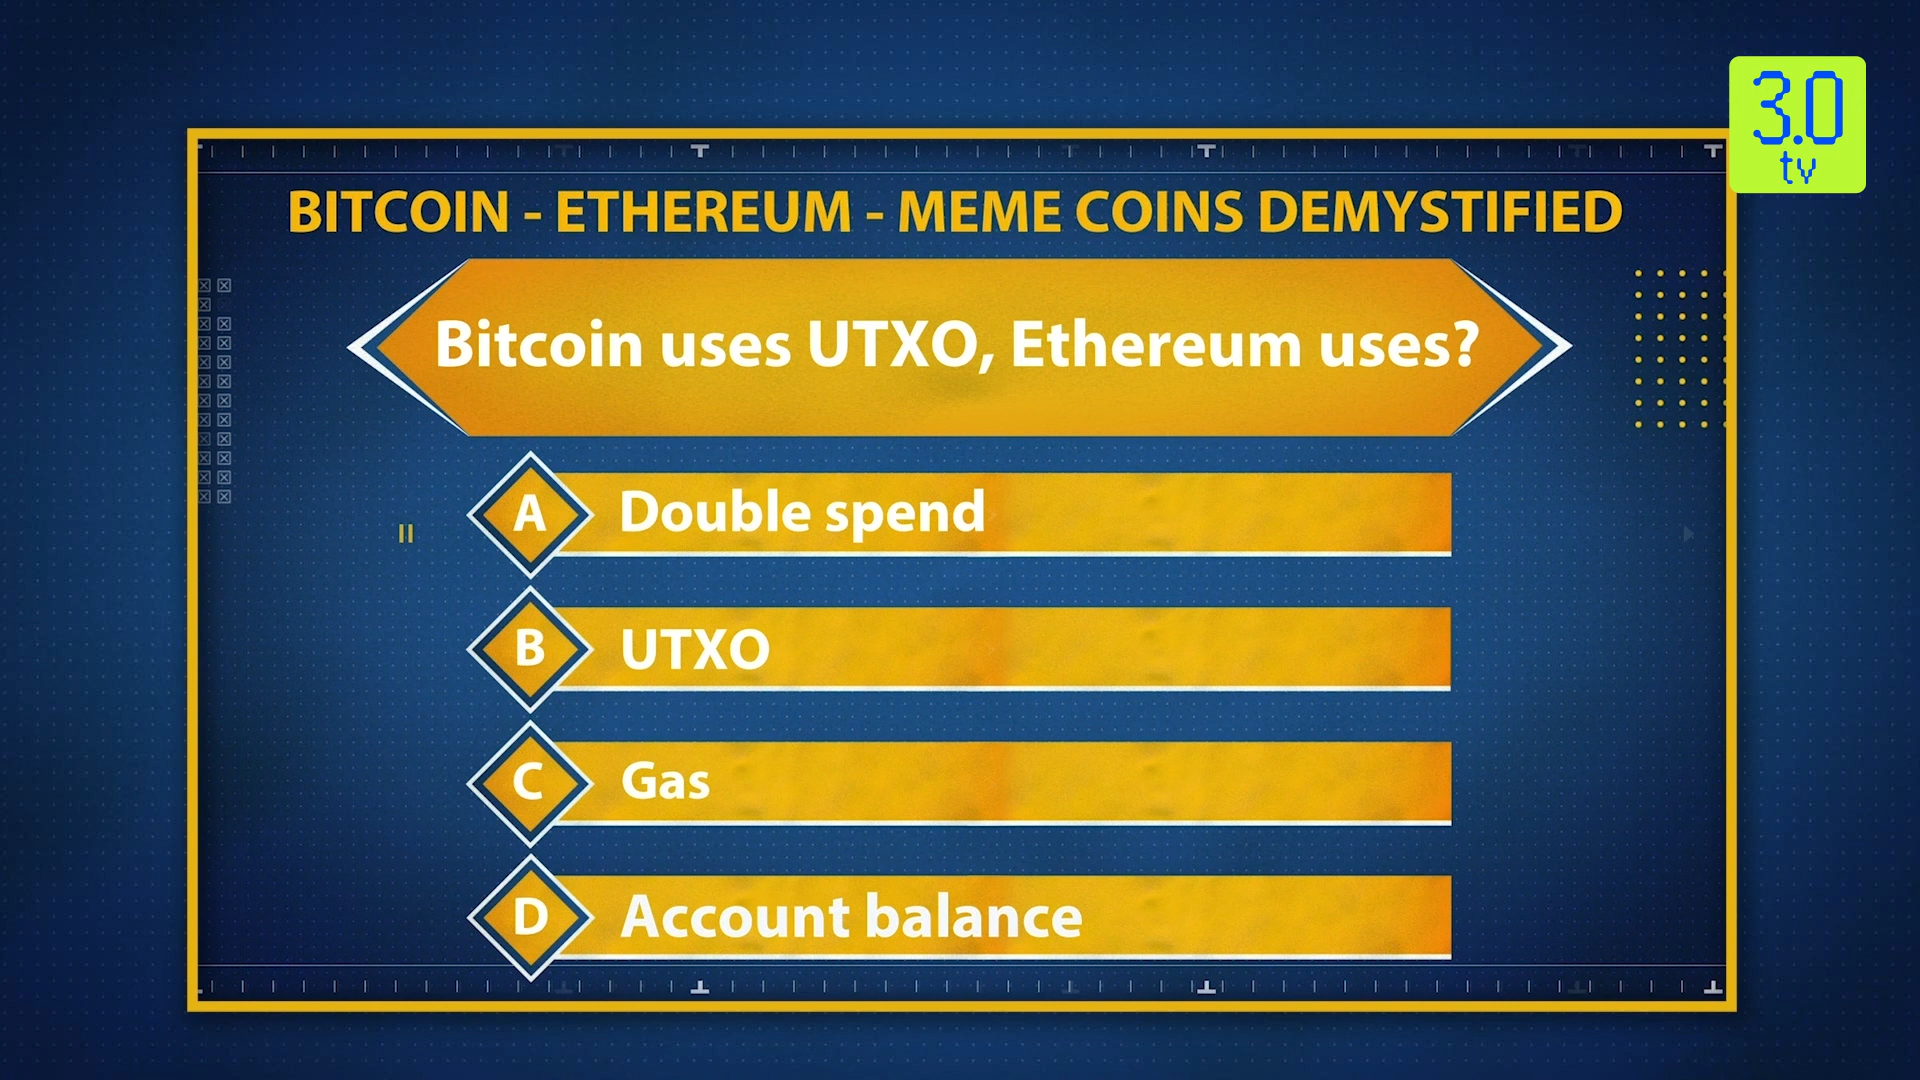 3.0
tv
BITCOIN - ETHEREUM - MEME COINS DEMYSTIFIED
Bitcoin uses UTXO, Ethereum uses?
A Double spend
B UTXO
C Gas
D Account balance